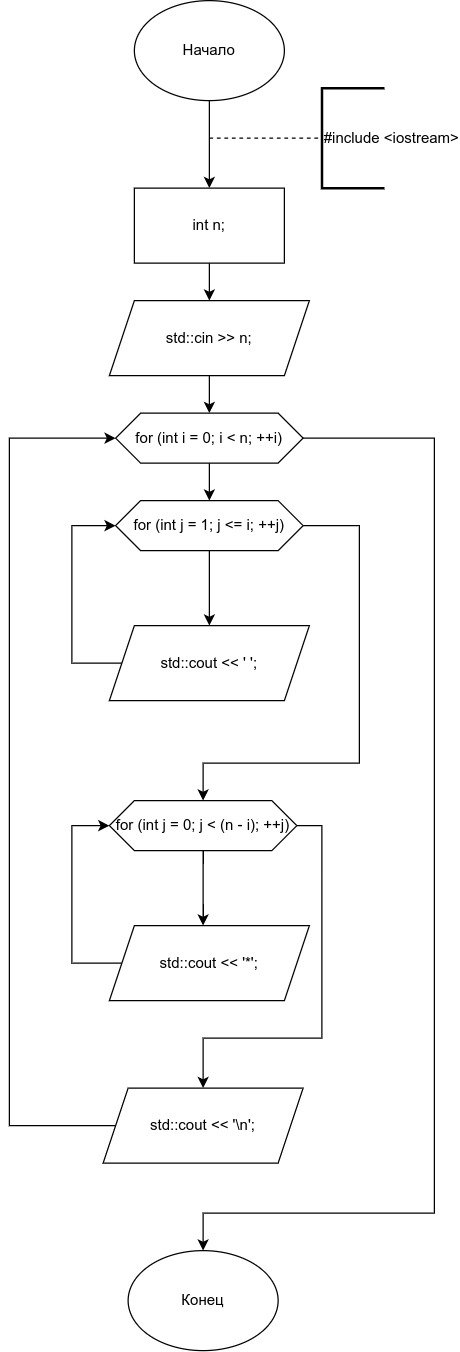 Начало
#include <iostream>
int n;
std::cin >> n;
for (int i = 0; i < n; ++i)
for (int j = 1; j <= i; ++j)
std::cout << ' ';
for (int j = 0; j < (n - i); ++j)
std::cout << '*';
std::cout << '\n';
Конец